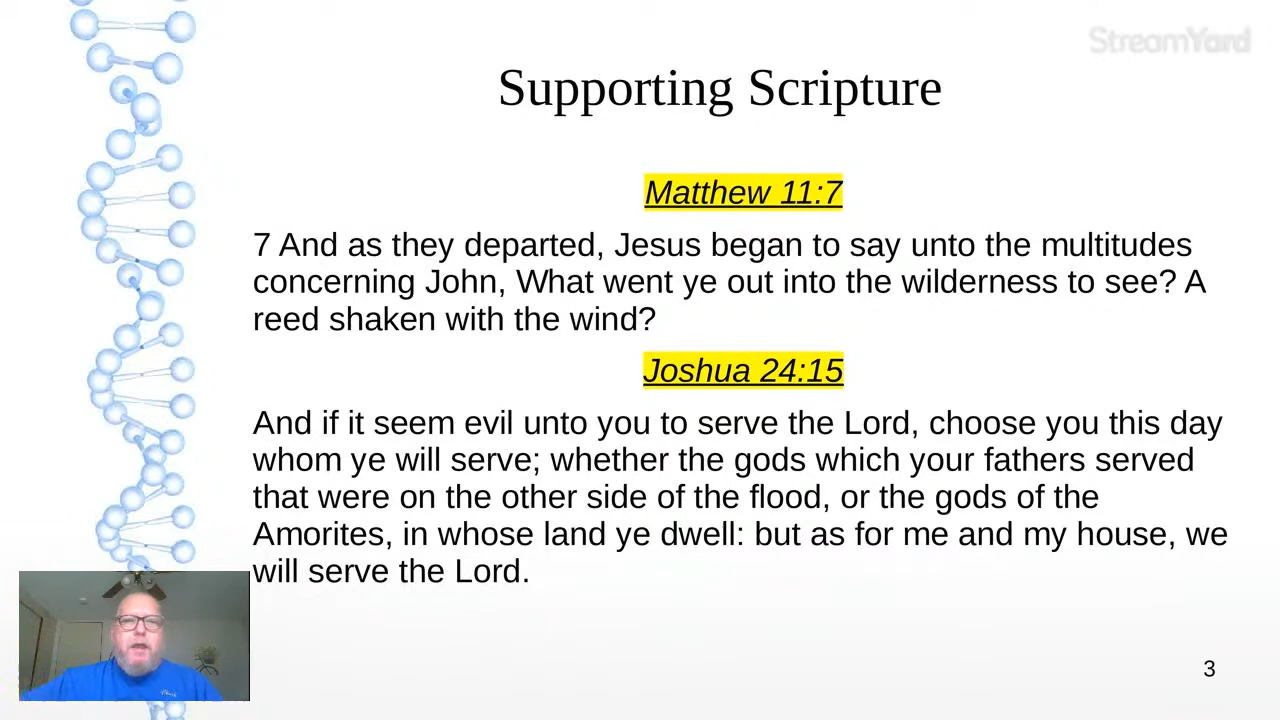 StreamYard
Supporting Scripture
Matthew 11:7
7 And as they departed, Jesus began to say unto the multitudes
concerning John, What went ye out into the wilderness to see? A
reed shaken with the wind?
Joshua 24:15
And if it seem evil unto you to serve the Lord, choose you this day
whom ye will serve; whether the gods which your fathers served
that were on the other side of the flood, or the gods of the
Amorites, in whose land ye dwell: but as for me and my house, we
will serve the Lord.
3